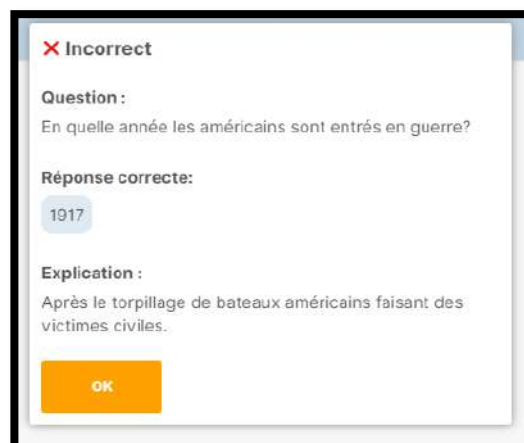 Incorrect
Question :
En quelle année les américains sont entrés en guerre?
Réponse correcte:
1917
Explication :
Après le torpillage de bateaux américains faisant des
victimes civiles.
OK